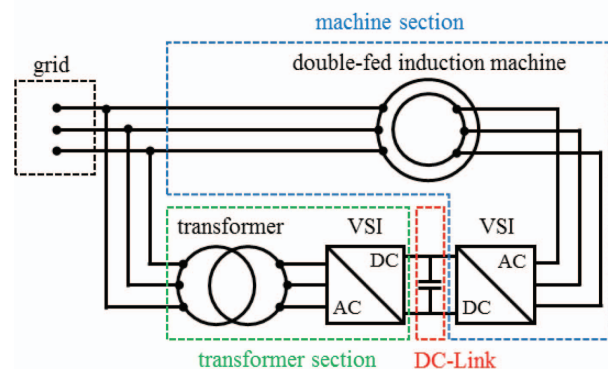 machine section
grid
double-fed induction machine
transformer
VSI
VSI
DC
AC
AC
DC
transformer section
DC-Link